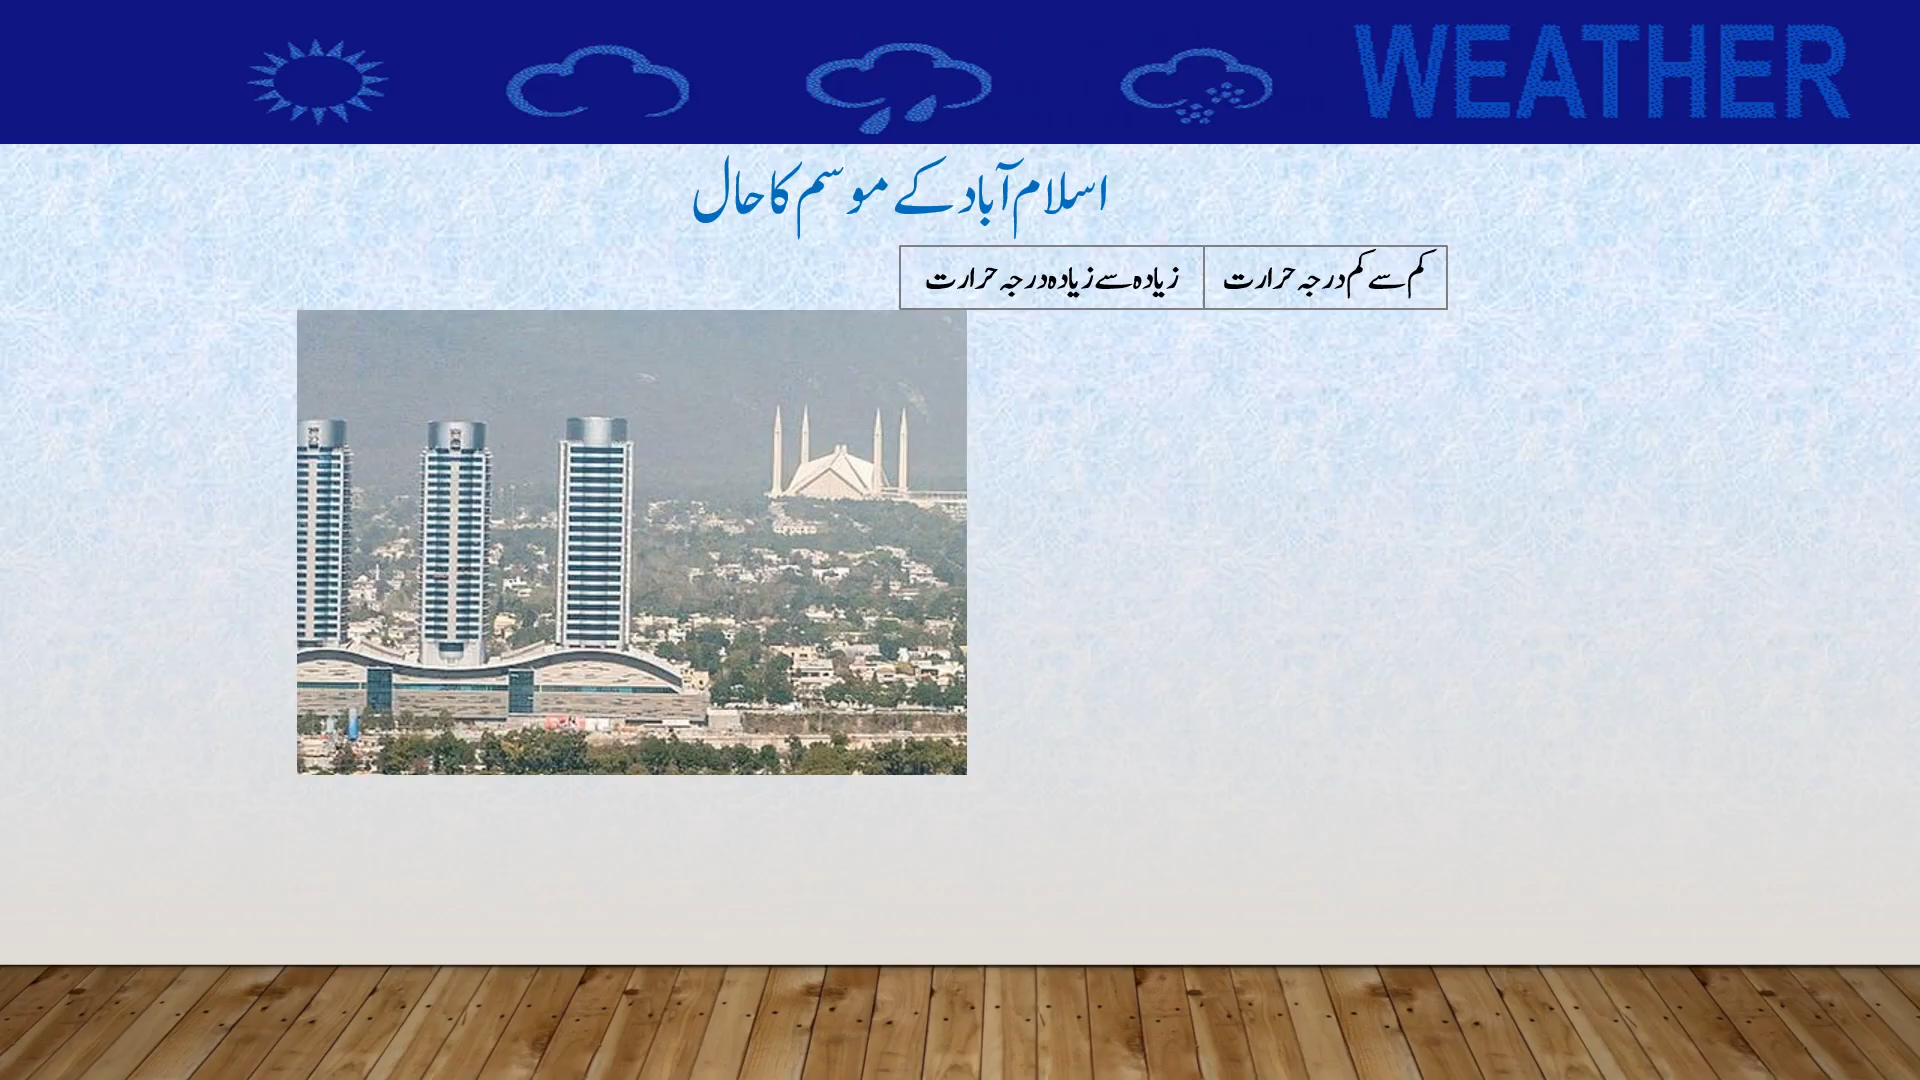 WEATHER
اسلام آباد کے موسم کا حال
کم سے کم درجہ حرارت زیادہ سے زیادہ درجہ حرارت